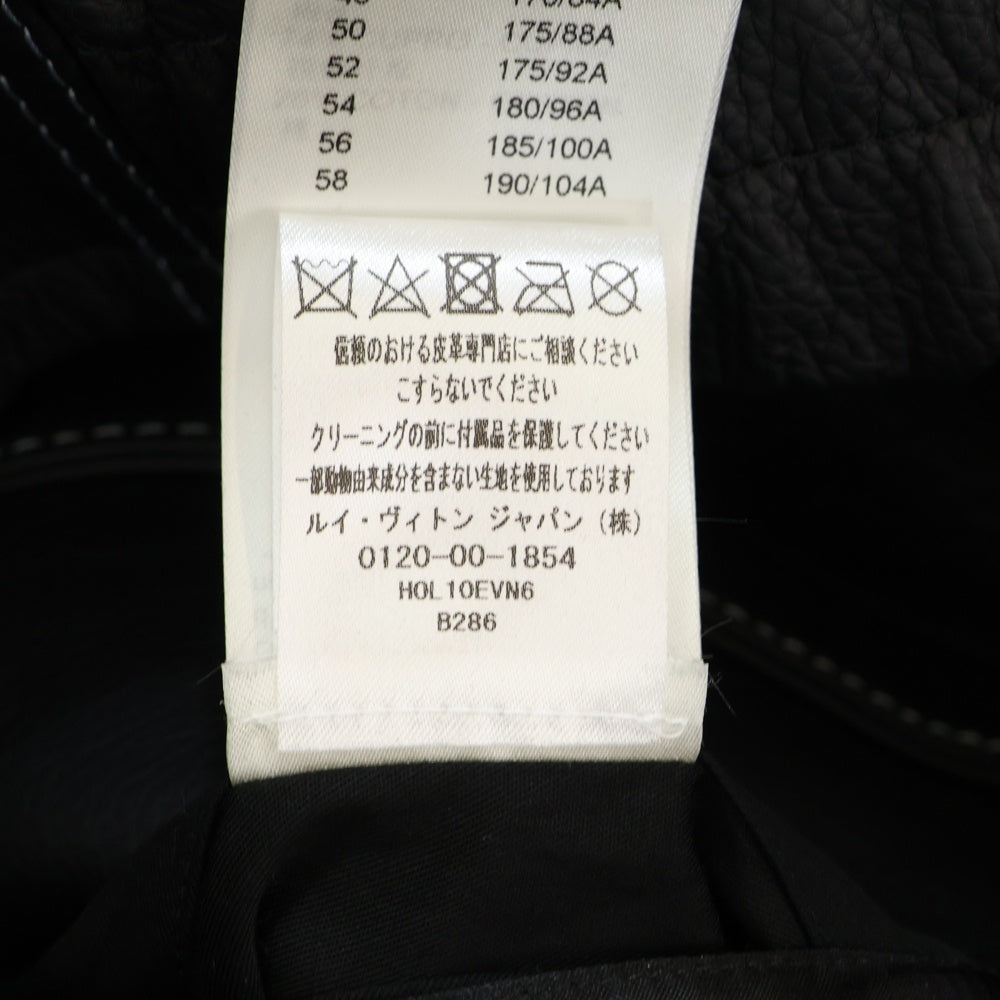 50 175/88A
52 175/92A
54 180/96A
56 185/100A
58 190/104A
信頼のおける皮革専門店にご相談ください
こすらないでください
クリーニングの前に付属品を保護してください
一部動物由来成分を含まない生地を使用しております
ルイ・ヴィトン ジャパン (株)
0120-00-1854
H0L10EVN6
B286